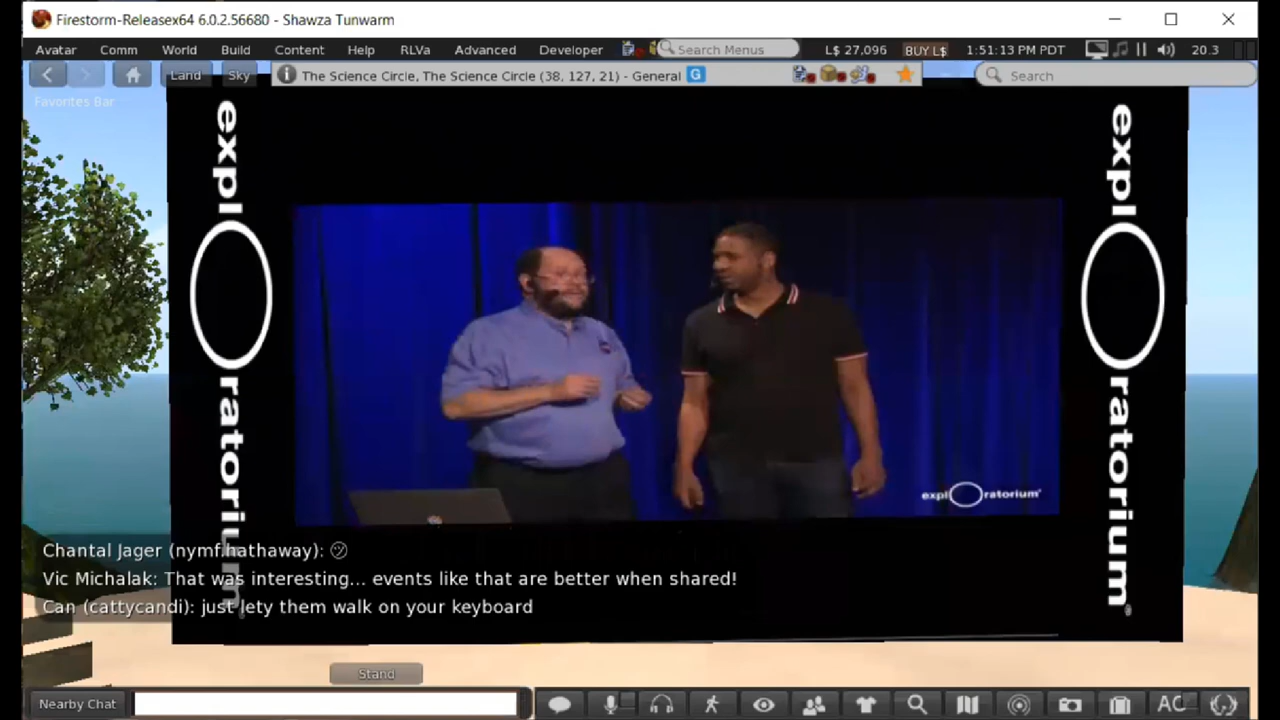 Firestorm-Releasex64 6.0.2.56680 - Shawza Tunwarm
Avatar Comm World Build Content Help RLVa Advanced Developer Search Menus L$ 27,096 BUY L$ 1:51:13 PM PDT 20.3
Land Sky The Science Circle, The Science Circle (38, 127, 21) - General G Search
Favorites Bar
explOratorium
explOratorium
explOratorium
Chantal Jager (nymf.hathaway): ㋡
Vic Michalak: That was interesting... events like that are better when shared!
Can (cattycandi): just lety them walk on your keyboard
Stand
Nearby Chat AC